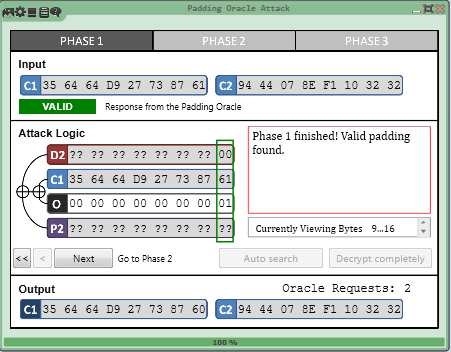 Padding Oracle Attack
PHASE 1 PHASE 2 PHASE 3
Input
C1 35 64 64 D9 27 73 87 61 C2 94 44 07 8E F1 10 32 32
VALID Response from the Padding Oracle
Attack Logic
D2 ?? ?? ?? ?? ?? ?? ?? 00
C1 35 64 64 D9 27 73 87 61
O 00 00 00 00 00 00 00 01
P2 ?? ?? ?? ?? ?? ?? ?? ??
Phase 1 finished! Valid padding
found.
Currently Viewing Bytes 9...16
<< < Next Go to Phase 2 Auto search Decrypt completely
Output Oracle Requests: 2
C1 35 64 64 D9 27 73 87 60 C2 94 44 07 8E F1 10 32 32
100 %